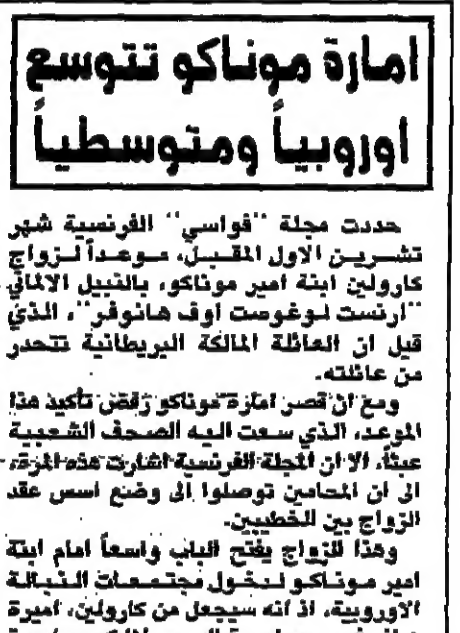 امارة موناكو تتوسع
اوروبياً ومتوسطياً
حددت مجلة "فواسي" الفرنسية شهر
تشرين الاول المقبل، موعداً لزواج
كارولين ابنة امير موناكو، بالنبيل الالماني
"ارنست لوغوست اوف هانوفر"، الذي
قيل ان العائلة المالكة البريطانية تتحدر
من عائلته.
ومع ان قصر امارة موناكو رفض تأكيد هذا
الموعد، الذي سعت اليه الصحف الشعبية
عبثاً، الا ان المجلة الفرنسية اشارت هذه المرة،
الى ان المحامين توصلوا الى وضع اسس عقد
الزواج بين الخطيبين.
وهذا الزواج يفتح الباب واسعاً امام ابنة
امير موناكو لدخول مجتمعات النبالة
الاوروبية، اذ انه سيجعل من كارولين، اميرة